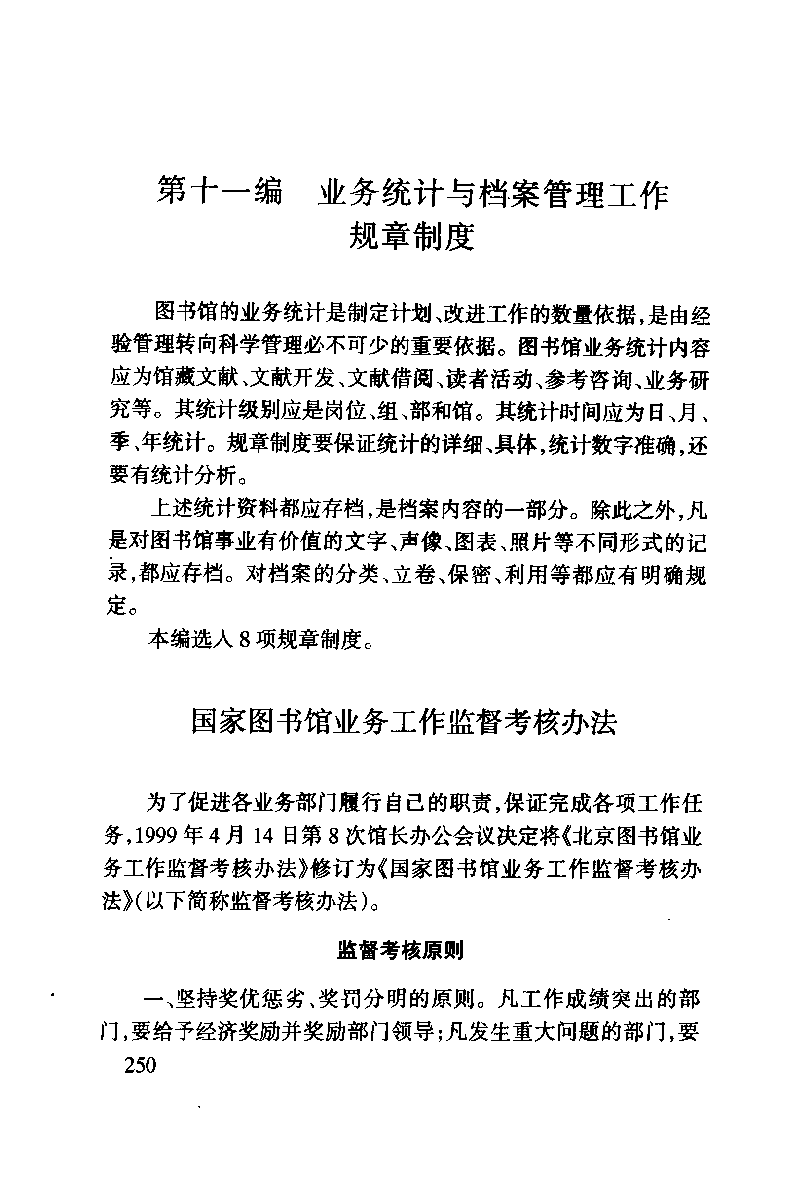 第十一编　业务统计与档案管理工作
规章制度
图书馆的业务统计是制定计划、改进工作的数量依据,是由经
验管理转向科学管理必不可少的重要依据。图书馆业务统计内容
应为馆藏文献、文献开发、文献借阅、读者活动、参考咨询、业务研
究等。其统计级别应是岗位、组、部和馆。其统计时间应为日、月、
季、年统计。规章制度要保证统计的详细、具体,统计数字准确,还
要有统计分析。
上述统计资料都应存档,是档案内容的一部分。除此之外,凡
是对图书馆事业有价值的文字、声像、图表、照片等不同形式的记
录,都应存档。对档案的分类、立卷、保密、利用等都应有明确规
定。
本编选入 8 项规章制度。
国家图书馆业务工作监督考核办法
为了促进各业务部门履行自己的职责,保证完成各项工作任
务,1999 年 4 月 14 日第 8 次馆长办公会议决定将《北京图书馆业
务工作监督考核办法》修订为《国家图书馆业务工作监督考核办
法》(以下简称监督考核办法)。
监督考核原则
一、坚持奖优惩劣、奖罚分明的原则。凡工作成绩突出的部
门,要给予经济奖励并奖励部门领导;凡发生重大问题的部门,要
250